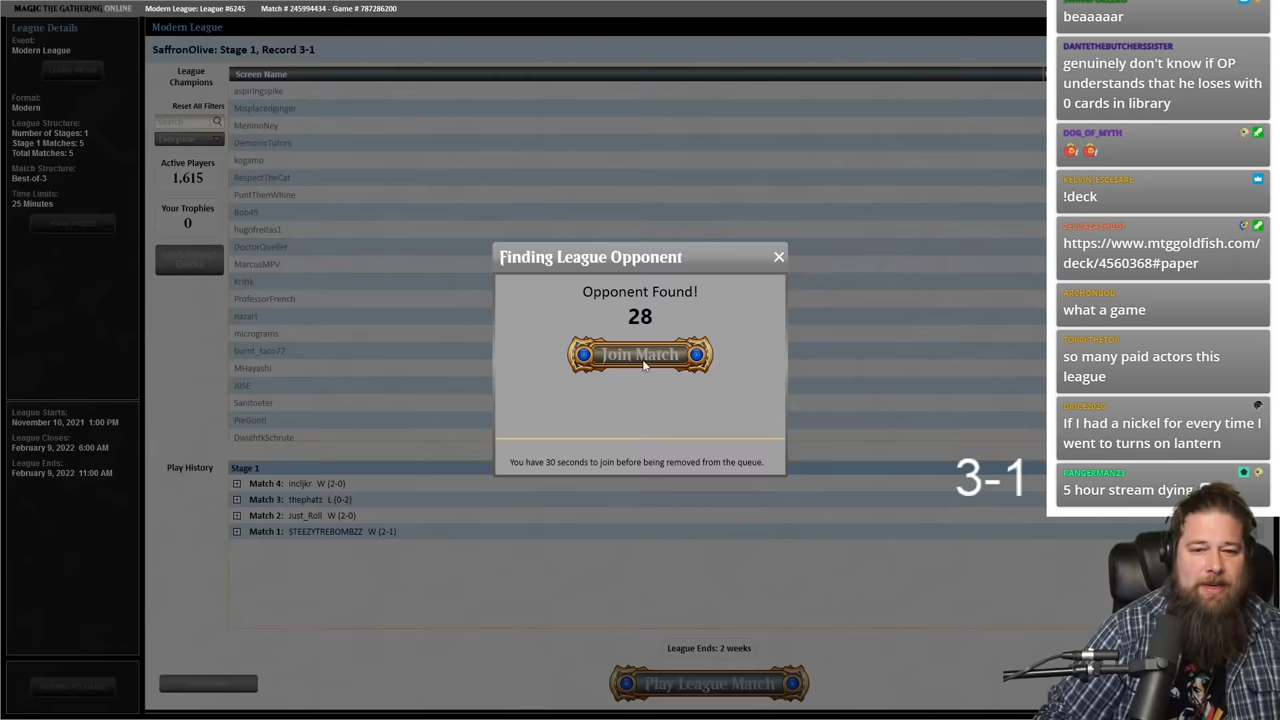 MAGIC THE GATHERING ONLINE
Modern League: League #6245
Match # 245994434 - Game # 787286200
League Details
Event:
Modern League
Format:
Modern
League Structure:
Number of Stages: 1
Stage 1 Matches: 5
Total Matches: 5
Match Structure:
Best-of-3
Time Limits:
25 Minutes
League Starts:
November 10, 2021 1:00 PM
League Closes:
February 9, 2022 6:00 AM
League Ends:
February 9, 2022 11:00 AM
Modern League
SaffronOlive: Stage 1, Record 3-1
League
Champions
Reset All Filters
Search
Everyone
Active Players
1,615
Your Trophies
0
Screen Name
aspiringspike
Misplacedginger
MeninoNey
DemonicTutors
kogamo
RespectTheCat
PuntThenWhine
Bob49
hugofreitas1
DoctorQueller
MarcusMPV
Kritik
ProfessorFrench
nazart
micrograms
burnt_taco77
MHayashi
J0SE
Sanitoeter
PieGonti
DwightkSchrute
Play History
Stage 1
Match 4: incljkr W (2-0)
Match 3: thephatz L (0-2)
Match 2: Just_Roll W (2-0)
Match 1: STEEZYTREBOMBZZ W (2-1)
League Ends: 2 weeks
Play League Match
Finding League Opponent
Opponent Found!
28
Join Match
You have 30 seconds to join before being removed from the queue.
3-1
beaaaaar
DANTETHEBUTCHERSSISTER
genuinely don't know if OP
understands that he loses with
0 cards in library
DOG_OF_MYTH
!deck
https://www.mtggoldfish.com/
deck/4560368#paper
ARCHONBOB
what a game
so many paid actors this
league
DRICE2020
If I had a nickel for every time I
went to turns on lantern
RANGERMAN23
5 hour stream dying